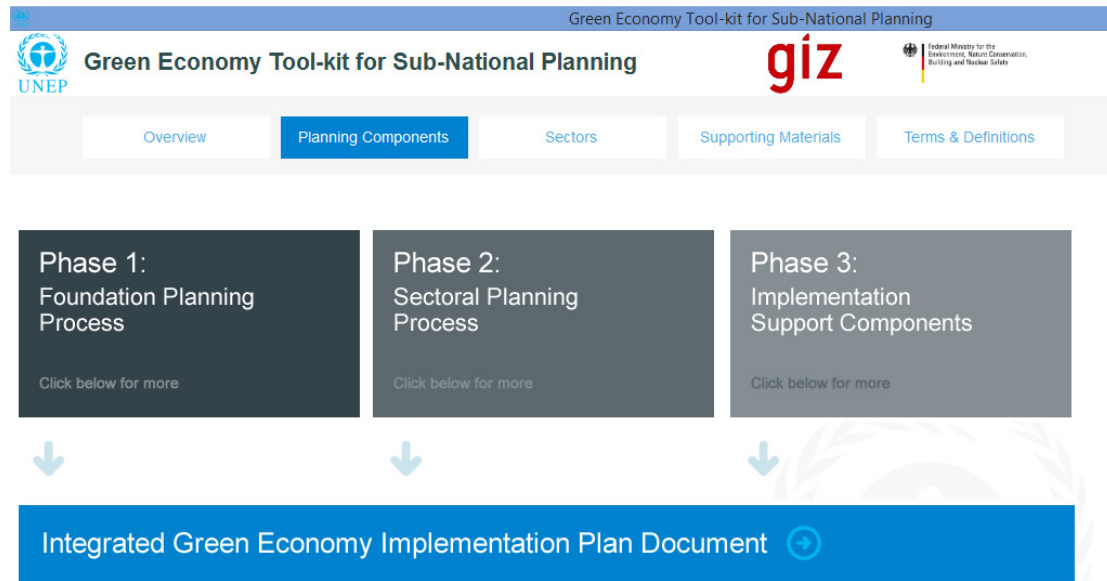 Green Economy Tool-kit for Sub-National Planning
UNEP
Green Economy Tool-kit for Sub-National Planning
giz
Federal Ministry for the
Environment, Nature Conservation,
Building and Nuclear Safety
Overview
Planning Components
Sectors
Supporting Materials
Terms & Definitions
Phase 1:
Foundation Planning
Process
Click below for more
Phase 2:
Sectoral Planning
Process
Click below for more
Phase 3:
Implementation
Support Components
Click below for more
Integrated Green Economy Implementation Plan Document